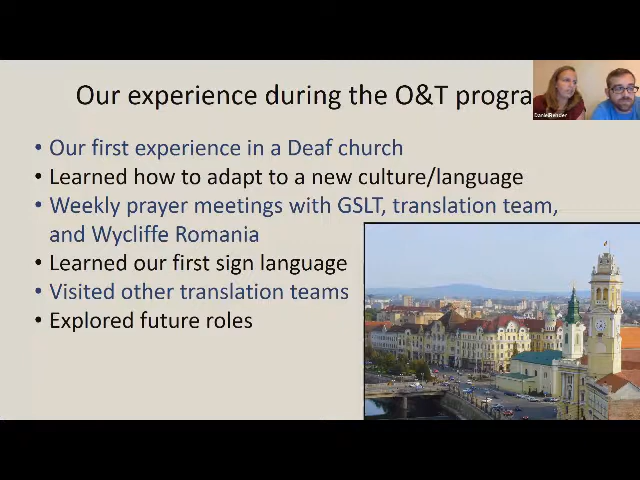 Our experience during the O&T progra
• Our first experience in a Deaf church
• Learned how to adapt to a new culture/language
• Weekly prayer meetings with GSLT, translation team,
and Wycliffe Romania
• Learned our first sign language
• Visited other translation teams
• Explored future roles